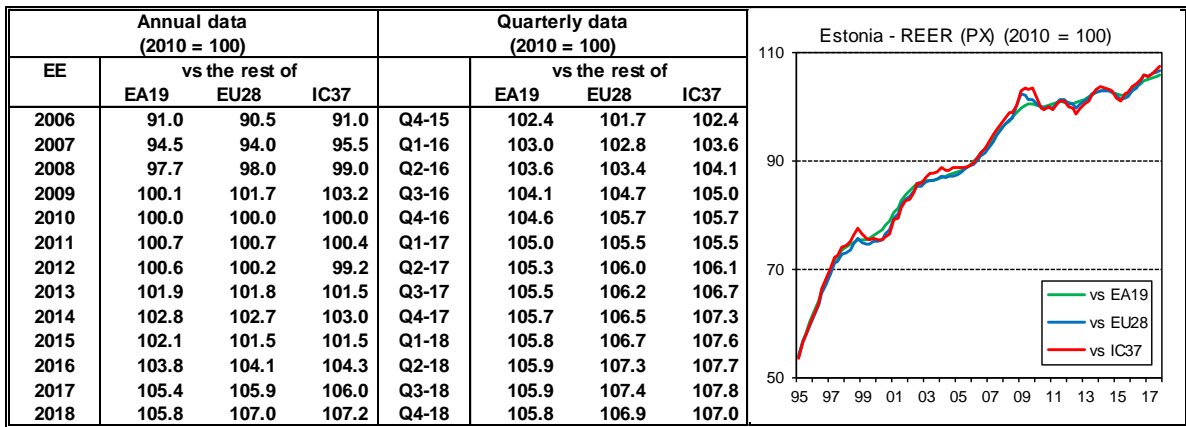 Annual data Quarterly data
(2010 = 100) (2010 = 100)
EE vs the rest of vs the rest of
EA19 EU28 IC37 EA19 EU28 IC37
2006 91.0 90.5 91.0 Q4-15 102.4 101.7 102.4
2007 94.5 94.0 95.5 Q1-16 103.0 102.8 103.6
2008 97.7 98.0 99.0 Q2-16 103.6 103.4 104.1
2009 100.1 101.7 103.2 Q3-16 104.1 104.7 105.0
2010 100.0 100.0 100.0 Q4-16 104.6 105.7 105.7
2011 100.7 100.7 100.4 Q1-17 105.0 105.5 105.5
2012 100.6 100.2 99.2 Q2-17 105.3 106.0 106.1
2013 101.9 101.8 101.5 Q3-17 105.5 106.2 106.7
2014 102.8 102.7 103.0 Q4-17 105.7 106.5 107.3
2015 102.1 101.5 101.5 Q1-18 105.8 106.7 107.6
2016 103.8 104.1 104.3 Q2-18 105.9 107.3 107.7
2017 105.4 105.9 106.0 Q3-18 105.9 107.4 107.8
2018 105.8 107.0 107.2 Q4-18 105.8 106.9 107.0
Estonia - REER (PX) (2010 = 100)
110
90
70
50
vs EA19
vs EU28
vs IC37
95 97 99 01 03 05 07 09 11 13 15 17